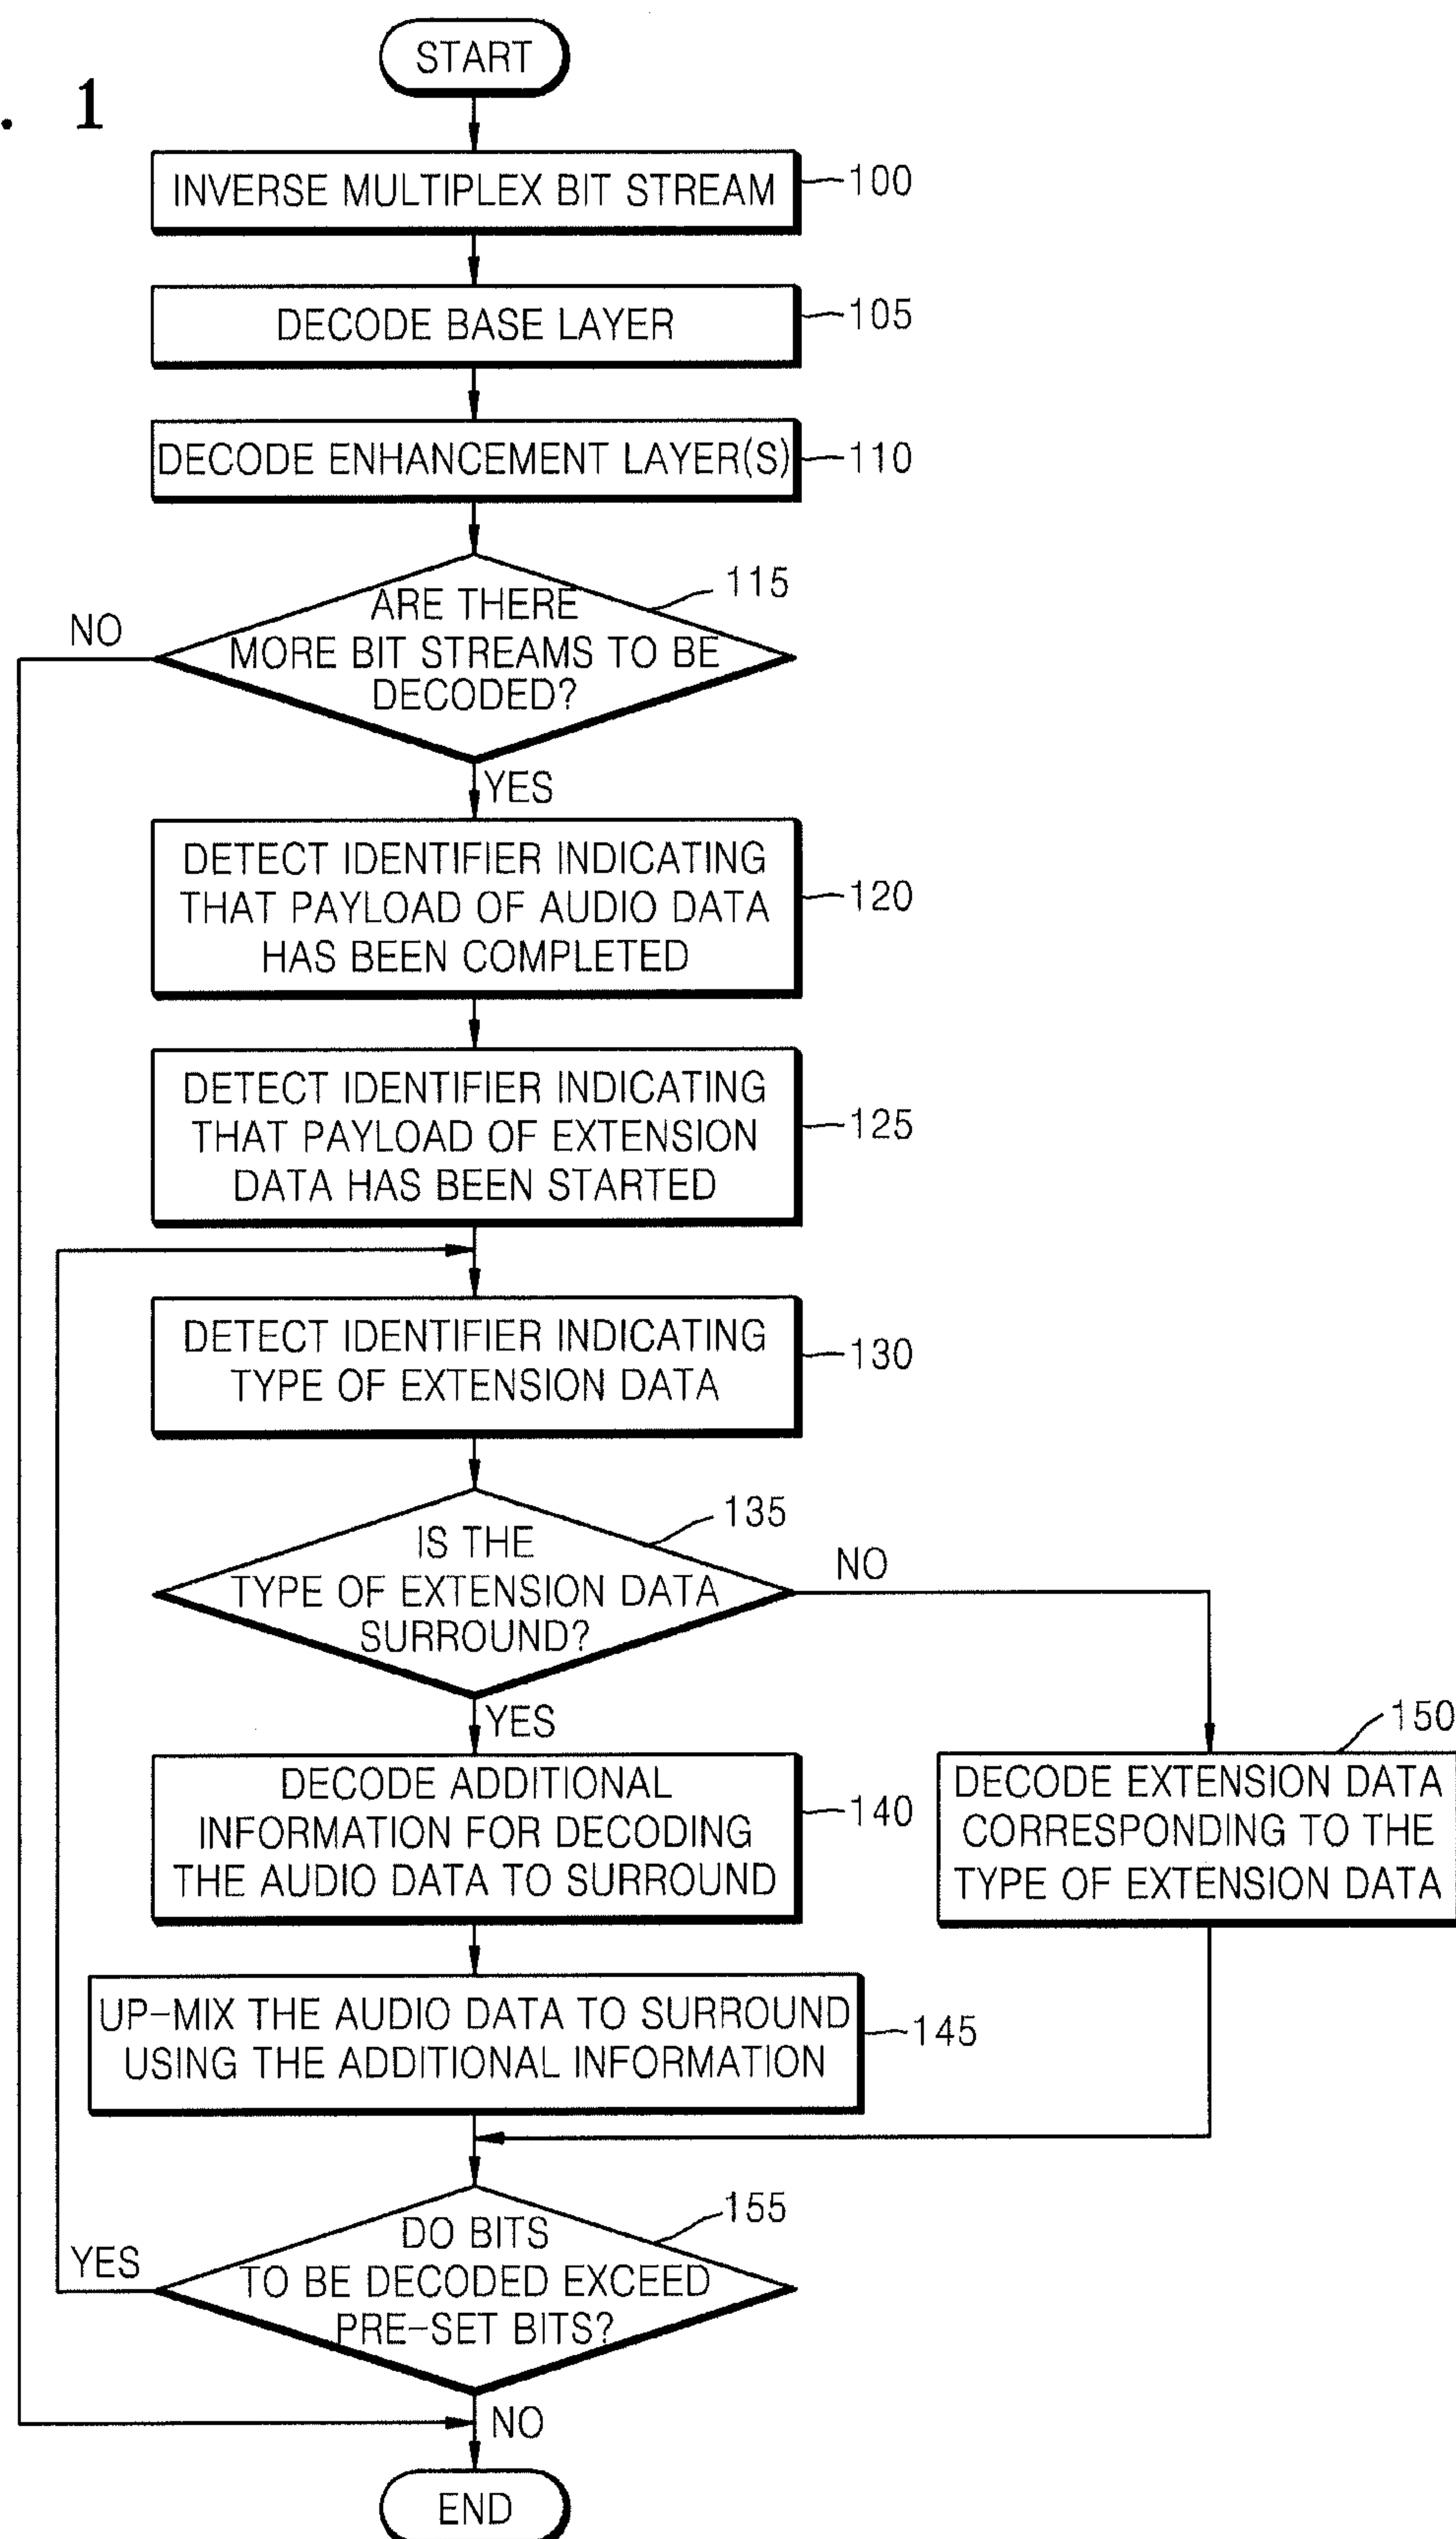 . 1
START
INVERSE MULTIPLEX BIT STREAM
100
DECODE BASE LAYER
105
DECODE ENHANCEMENT LAYER(S)
110
ARE THERE
MORE BIT STREAMS TO BE
DECODED?
115
NO
YES
DETECT IDENTIFIER INDICATING
THAT PAYLOAD OF AUDIO DATA
HAS BEEN COMPLETED
120
DETECT IDENTIFIER INDICATING
THAT PAYLOAD OF EXTENSION
DATA HAS BEEN STARTED
125
DETECT IDENTIFIER INDICATING
TYPE OF EXTENSION DATA
130
IS THE
TYPE OF EXTENSION DATA
SURROUND?
135
NO
YES
DECODE ADDITIONAL
INFORMATION FOR DECODING
THE AUDIO DATA TO SURROUND
140
DECODE EXTENSION DATA
CORRESPONDING TO THE
TYPE OF EXTENSION DATA
150
UP-MIX THE AUDIO DATA TO SURROUND
USING THE ADDITIONAL INFORMATION
145
DO BITS
TO BE DECODED EXCEED
PRE-SET BITS?
155
YES
NO
END